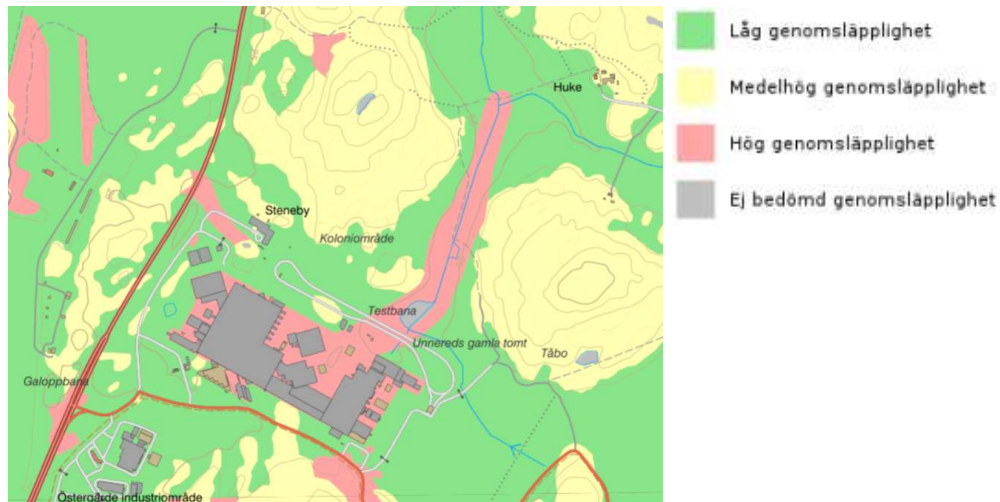 Huke
Steneby
Koloniområde
Testbana
Unnereds gamla tomt
Tåbo
Galoppbana
Östergärde industriområde
Låg genomsläpplighet
Medelhög genomsläpplighet
Hög genomsläpplighet
Ej bedömd genomsläpplighet